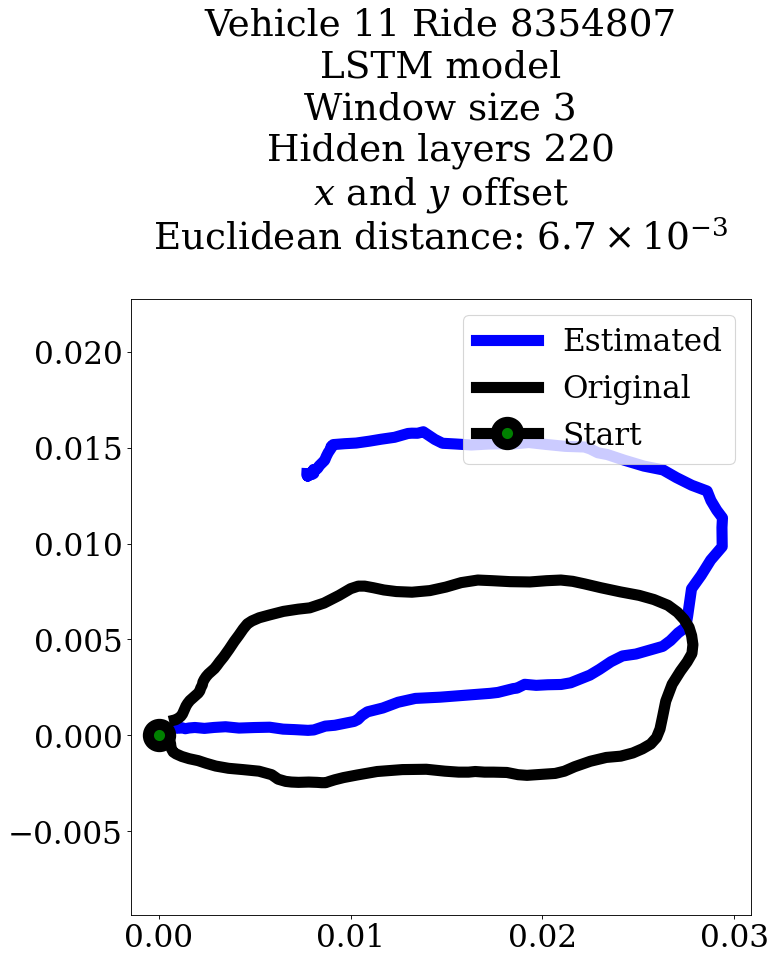 Vehicle 11 Ride 8354807
LSTM model
Window size 3
Hidden layers 220
x and y offset
Euclidean distance: 6.7 × 10⁻³
Estimated
Original
Start
0.020
0.015
0.010
0.005
0.000
−0.005
0.00 0.01 0.02 0.03